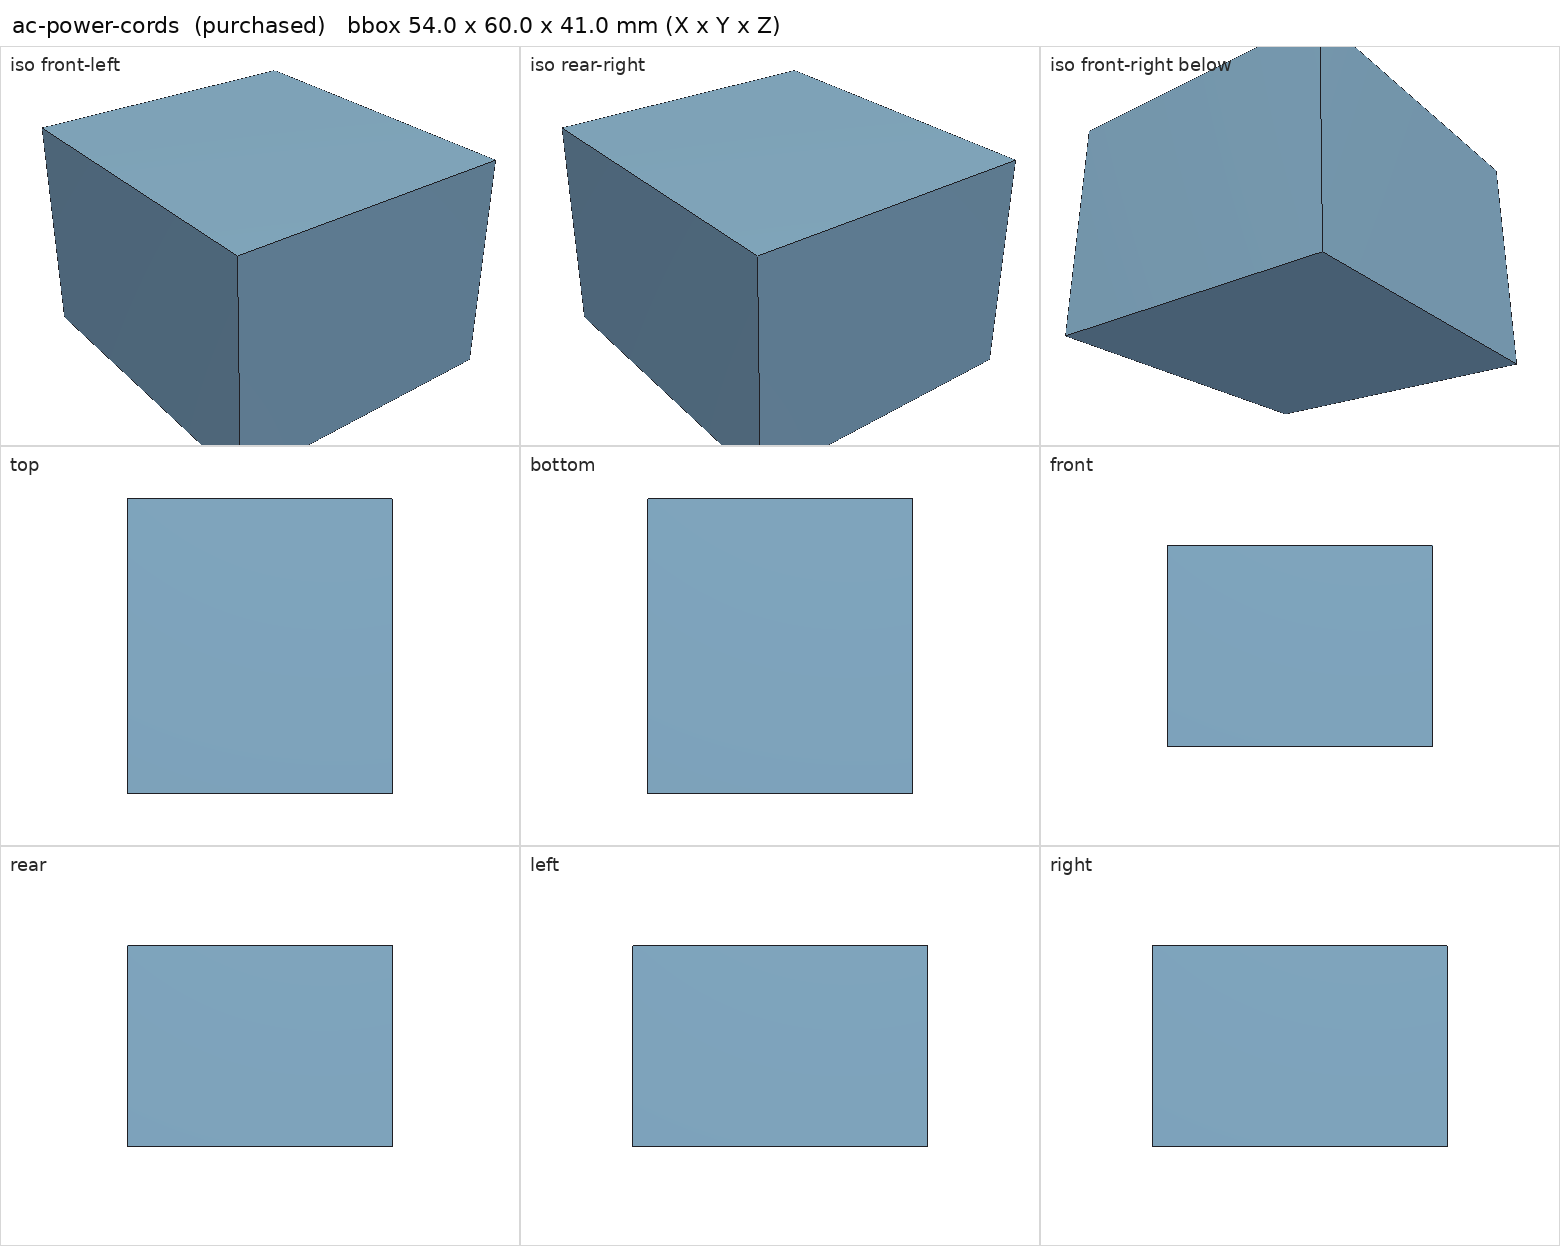 ac-power-cords  (purchased)   bbox 54.0 x 60.0 x 41.0 mm (X x Y x Z)
iso front-left
iso rear-right
iso front-right below
top
bottom
front
rear
left
right